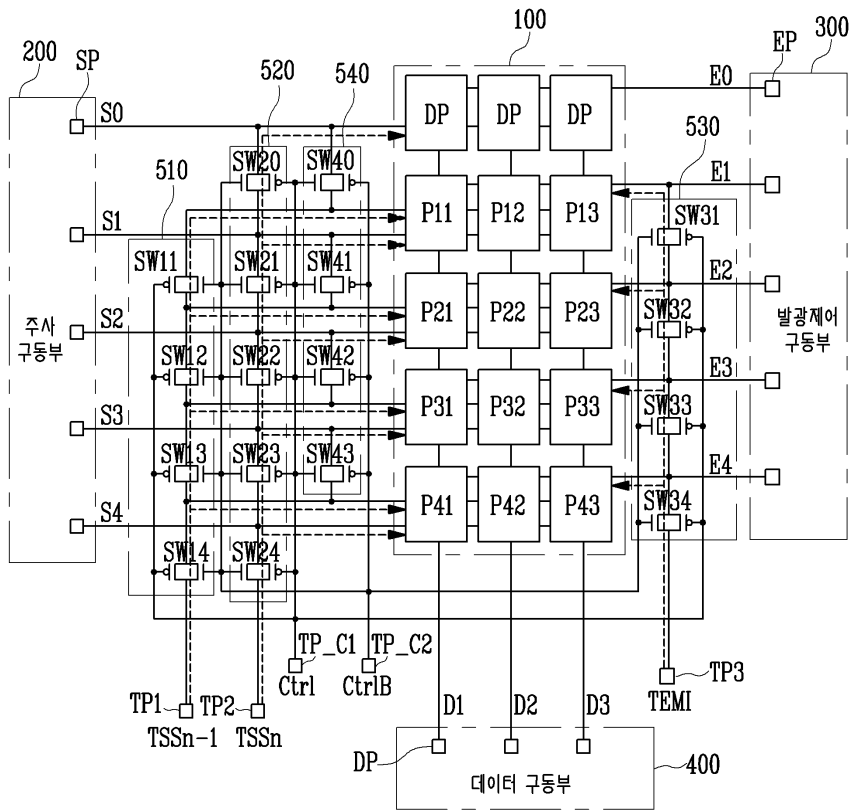 100
200
300
SP
EP
520
540
S0
DP
DP
DP
E0
SW20
SW40
530
510
E1
S1
P11
P12
P13
SW31
SW11
SW21
SW41
E2
S2
P21
P22
P23
SW32
주사
구동부
발광제어
구동부
SW12
SW22
SW42
E3
S3
P31
P32
P33
SW33
SW13
SW23
SW43
E4
S4
P41
P42
P43
SW34
SW14
SW24
TP_C1
TP_C2
TP3
Ctrl
CtrlB
TEMI
TP1
TP2
D1
D2
D3
TSSn-1
TSSn
DP
데이터 구동부
400